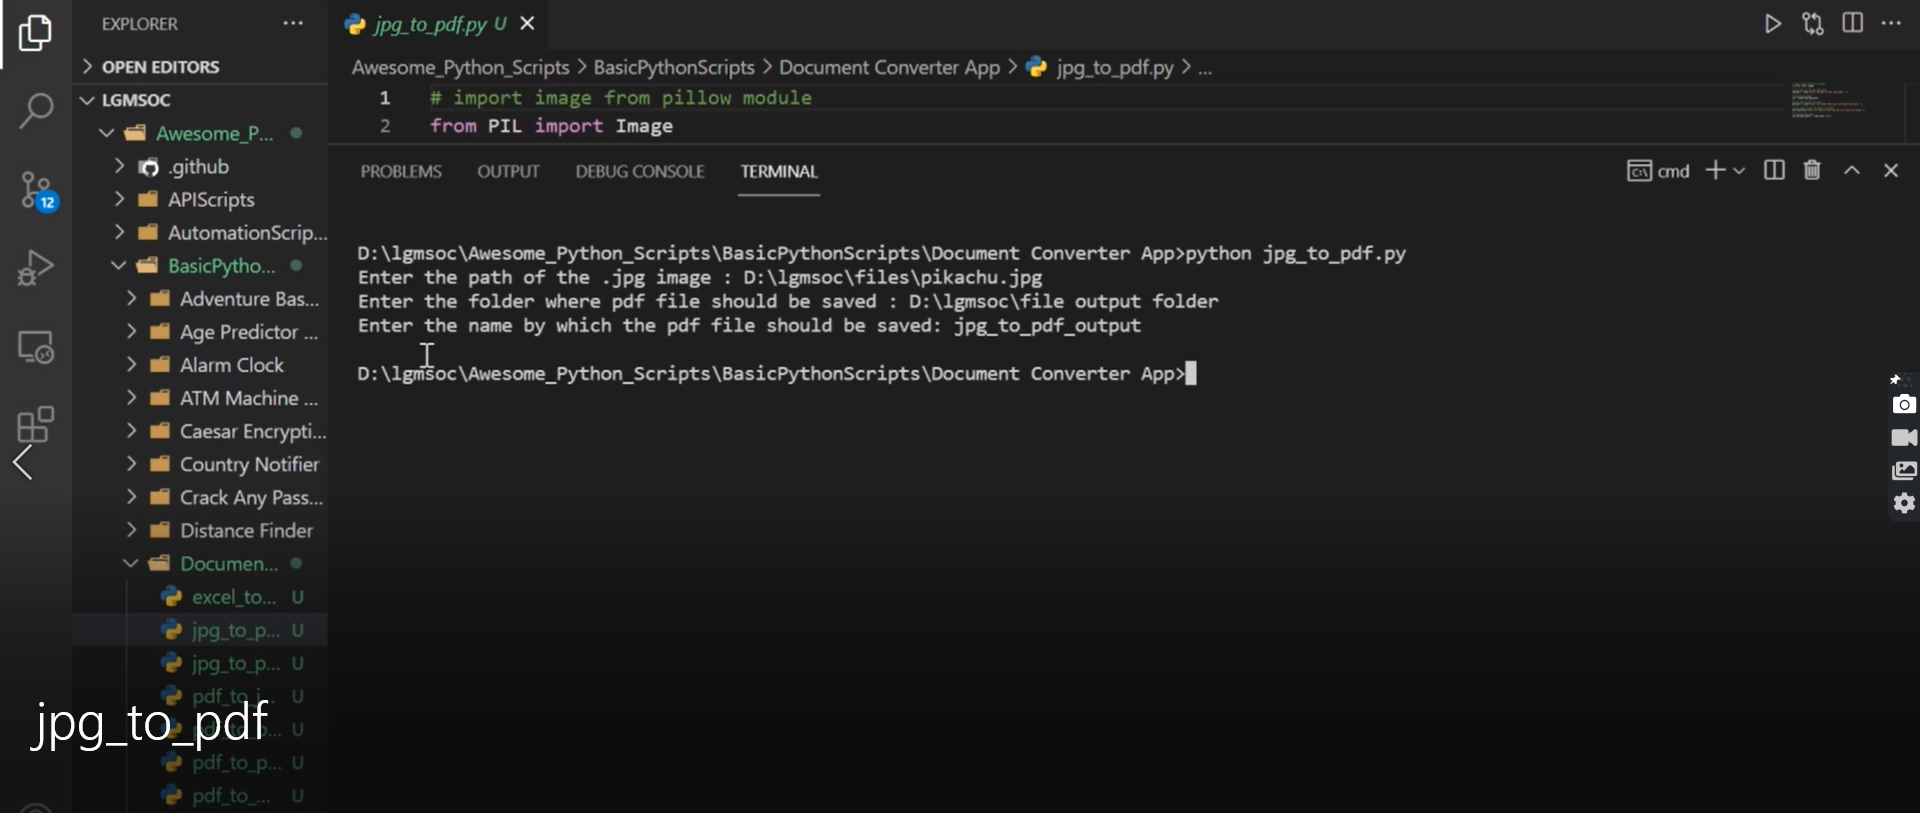 EXPLORER
OPEN EDITORS
LGMSOC
Awesome_P...
.github
APIScripts
AutomationScrip...
BasicPytho...
Adventure Bas...
Age Predictor ...
Alarm Clock
ATM Machine ...
Caesar Encrypti...
Country Notifier
Crack Any Pass...
Distance Finder
Documen...
excel_to... U
jpg_to_p... U
jpg_to_p... U
pdf_to_j... U
U
pdf_to_p... U
pdf_to_... U
12
jpg_to_pdf
jpg_to_pdf.py U
Awesome_Python_Scripts > BasicPythonScripts > Document Converter App > jpg_to_pdf.py > ...
1 # import image from pillow module
2 from PIL import Image
PROBLEMS OUTPUT DEBUG CONSOLE TERMINAL
cmd
D:\lgmsoc\Awesome_Python_Scripts\BasicPythonScripts\Document Converter App>python jpg_to_pdf.py
Enter the path of the .jpg image : D:\lgmsoc\files\pikachu.jpg
Enter the folder where pdf file should be saved : D:\lgmsoc\file output folder
Enter the name by which the pdf file should be saved: jpg_to_pdf_output
D:\lgmsoc\Awesome_Python_Scripts\BasicPythonScripts\Document Converter App>